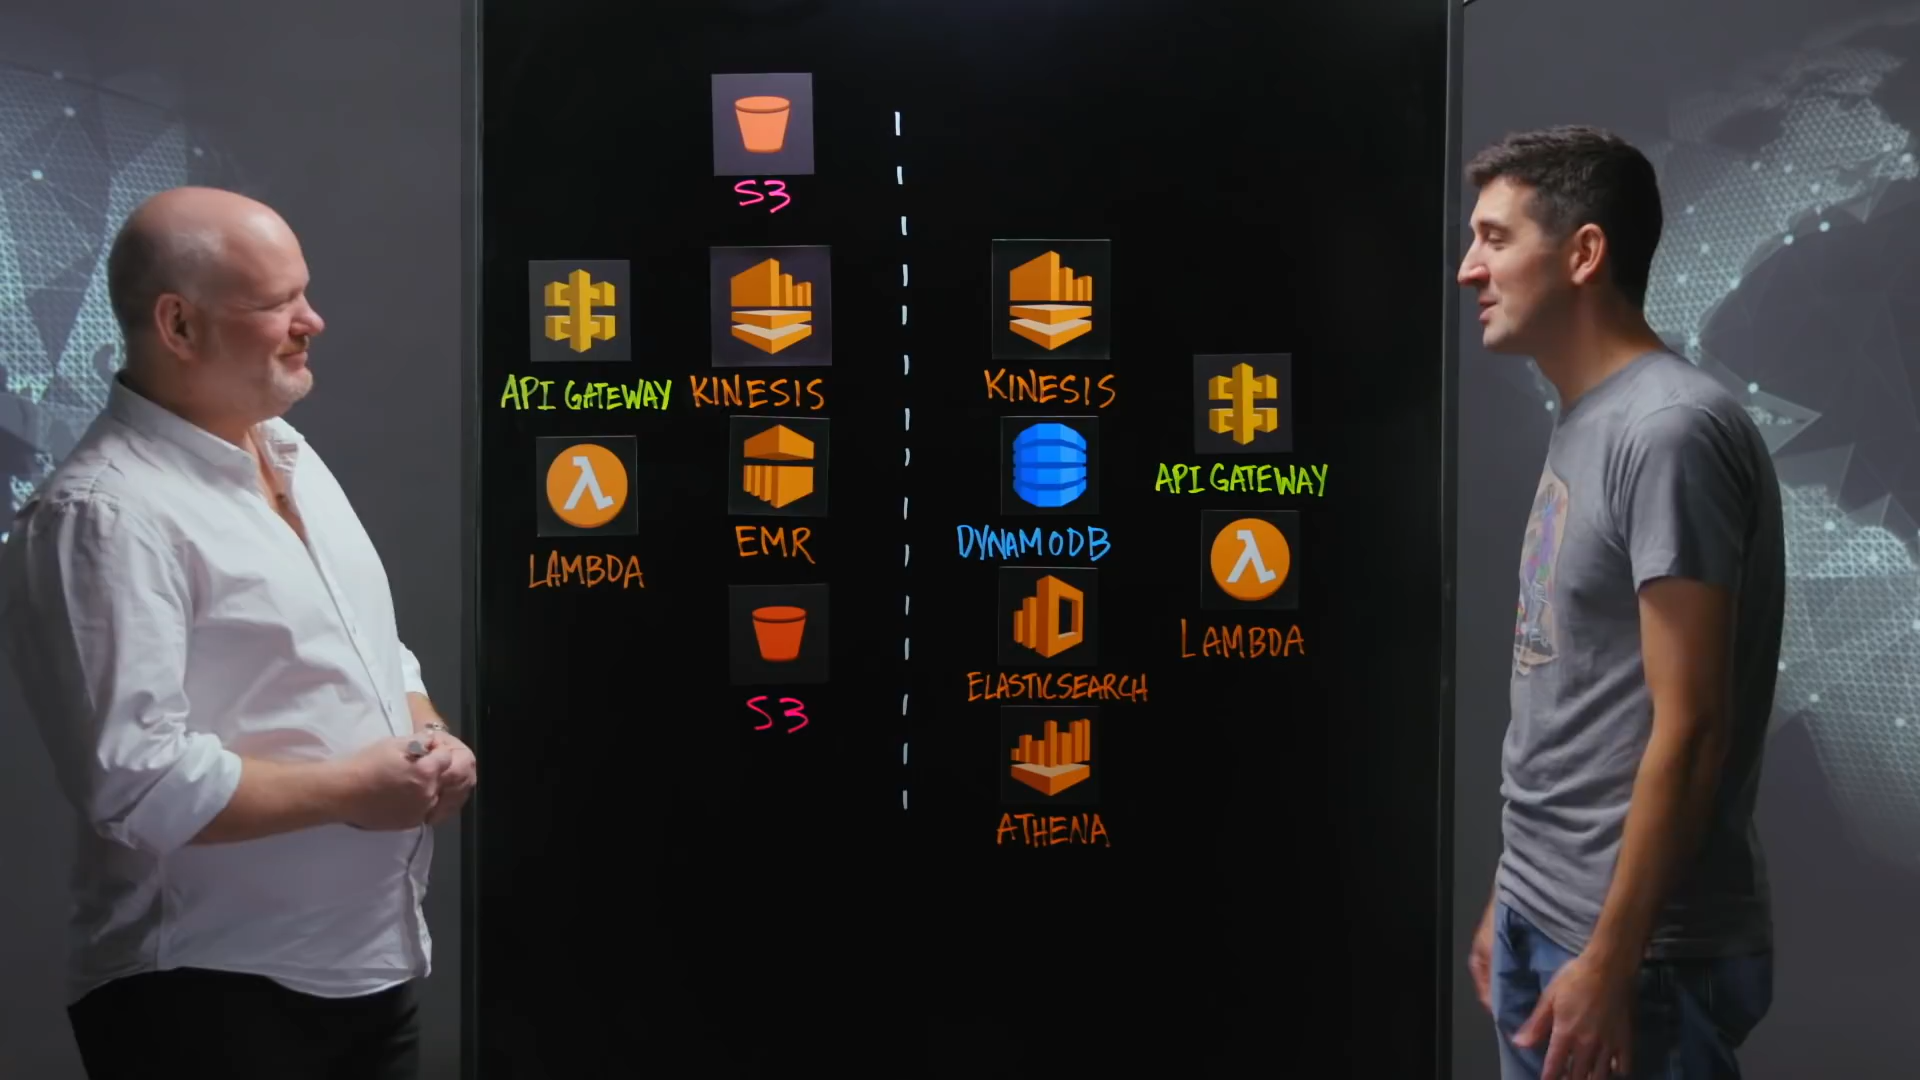 S3
API GATEWAY
KINESIS
LAMBDA
EMR
S3
KINESIS
DYNAMODB
ELASTICSEARCH
ATHENA
API GATEWAY
LAMBDA